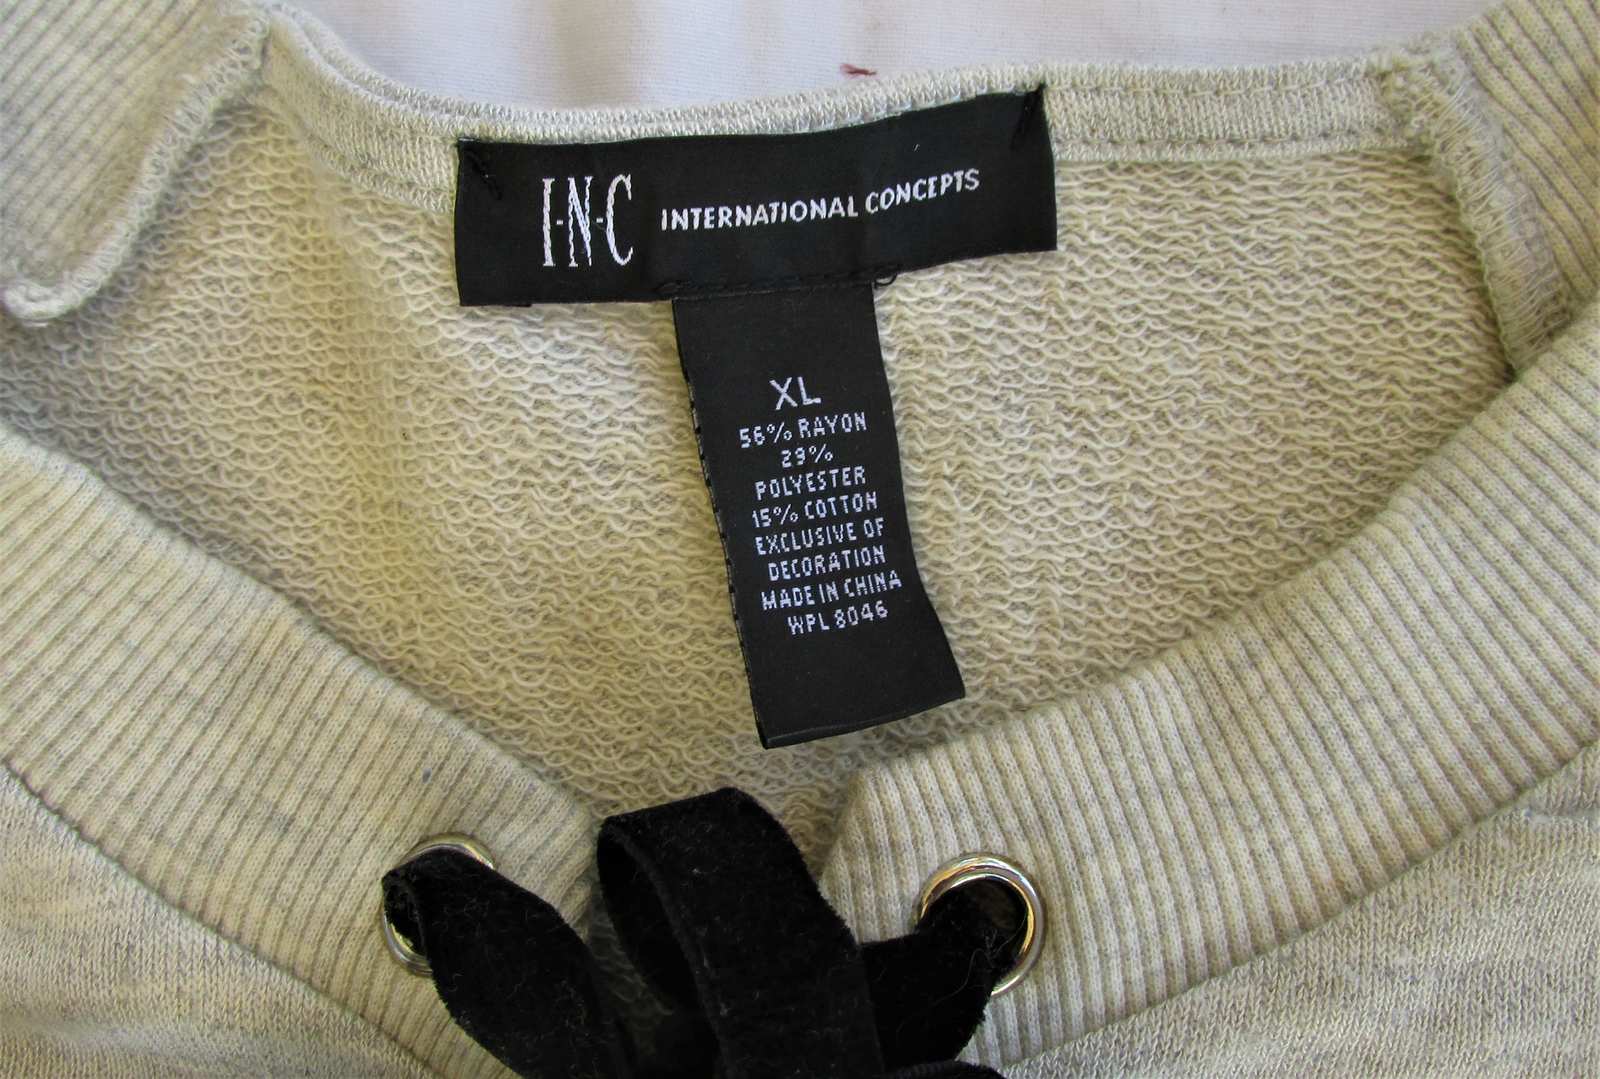 I-N-C INTERNATIONAL CONCEPTS
XL
56% RAYON
29%
POLYESTER
15% COTTON
EXCLUSIVE OF
DECORATION
MADE IN CHINA
WPL 8046